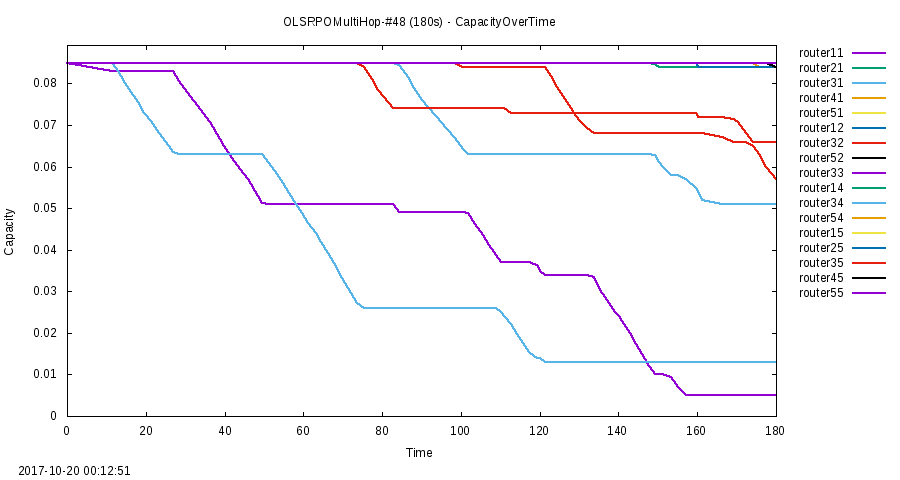 OLSRPOMultiHop-#48 (180s) - CapacityOverTime
router11
router21
router31
router41
router51
router12
router32
router52
router33
router14
router34
router54
router15
router25
router35
router45
router55
Capacity
0.08
0.07
0.06
0.05
0.04
0.03
0.02
0.01
0
0 20 40 60 80 100 120 140 160 180
Time
2017-10-20 00:12:51